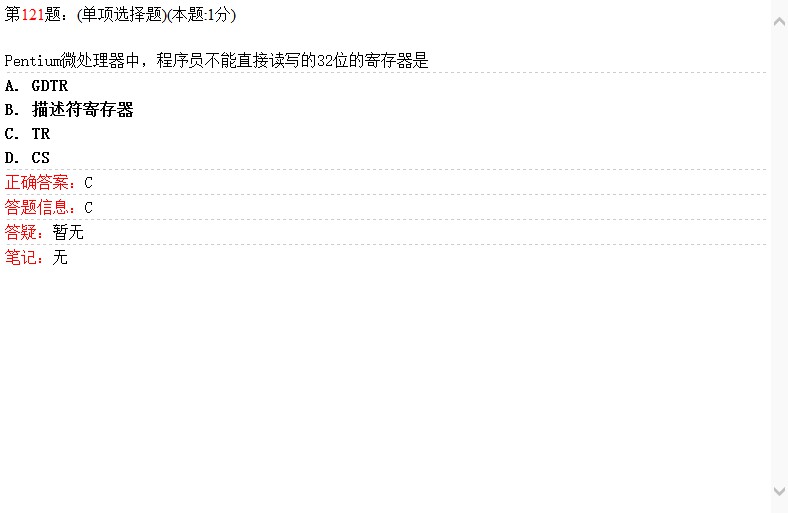 第121题：(单项选择题)(本题:1分)
Pentium微处理器中，程序员不能直接读写的32位的寄存器是
A. GDTR
B. 描述符寄存器
C. TR
D. CS
正确答案：C
答题信息：C
答疑：暂无
笔记：无